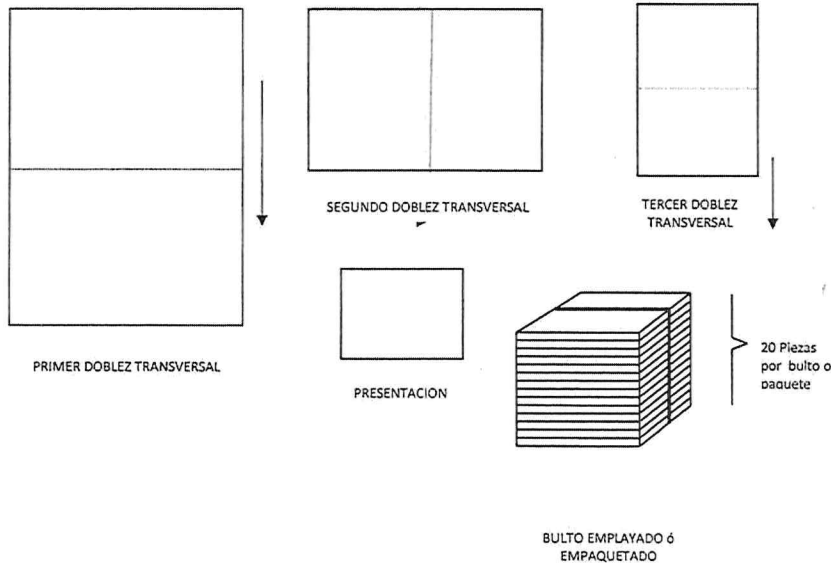 SEGUNDO DOBLEZ TRANSVERSAL
TERCER DOBLEZ
TRANSVERSAL
PRIMER DOBLEZ TRANSVERSAL
PRESENTACION
20 Piezas
por bulto o
paquete
BULTO EMPLAYADO ó
EMPAQUETADO